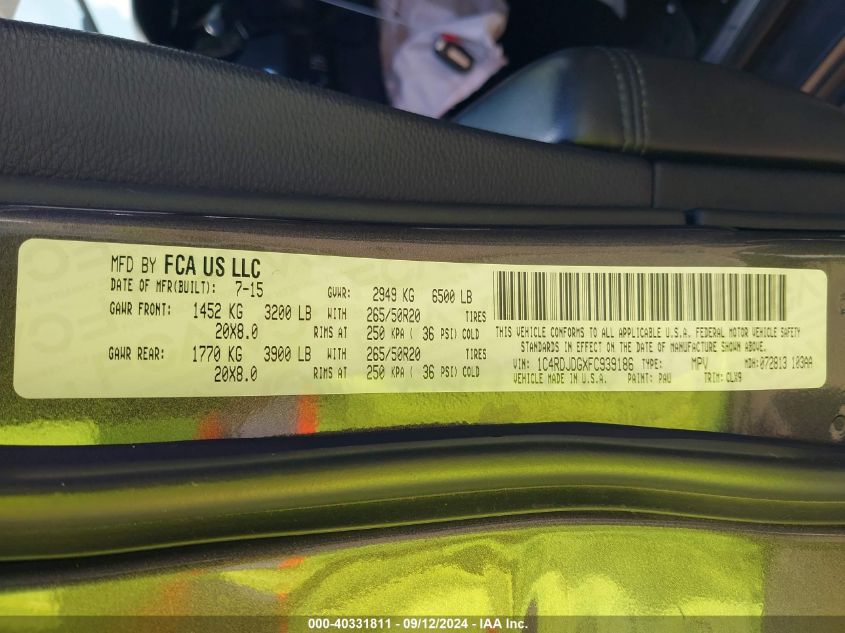 MFD BY FCA US LLC
DATE OF MFR(BUILT): 7-15 GVWR: 2949 KG 6500 LB
GAWR FRONT: 1452 KG 3200 LB WITH 265/50R20 TIRES
20X8.0 RIMS AT 250 KPA ( 36 PSI) COLD
GAWR REAR: 1770 KG 3900 LB WITH 265/50R20 TIRES
20X8.0 RIMS AT 250 KPA ( 36 PSI) COLD
THIS VEHICLE CONFORMS TO ALL APPLICABLE U.S.A. FEDERAL MOTOR VEHICLE SAFETY
STANDARDS IN EFFECT ON THE DATE OF MANUFACTURE SHOWN ABOVE.
VIN: 1C4RDJDGXFC939186 TYPE: MPV MDH: 072813 103AA
VEHICLE MADE IN U.S.A. PAINT: PAU TRIM: CLX9
000-40331811 - 09/12/2024 - IAA Inc.